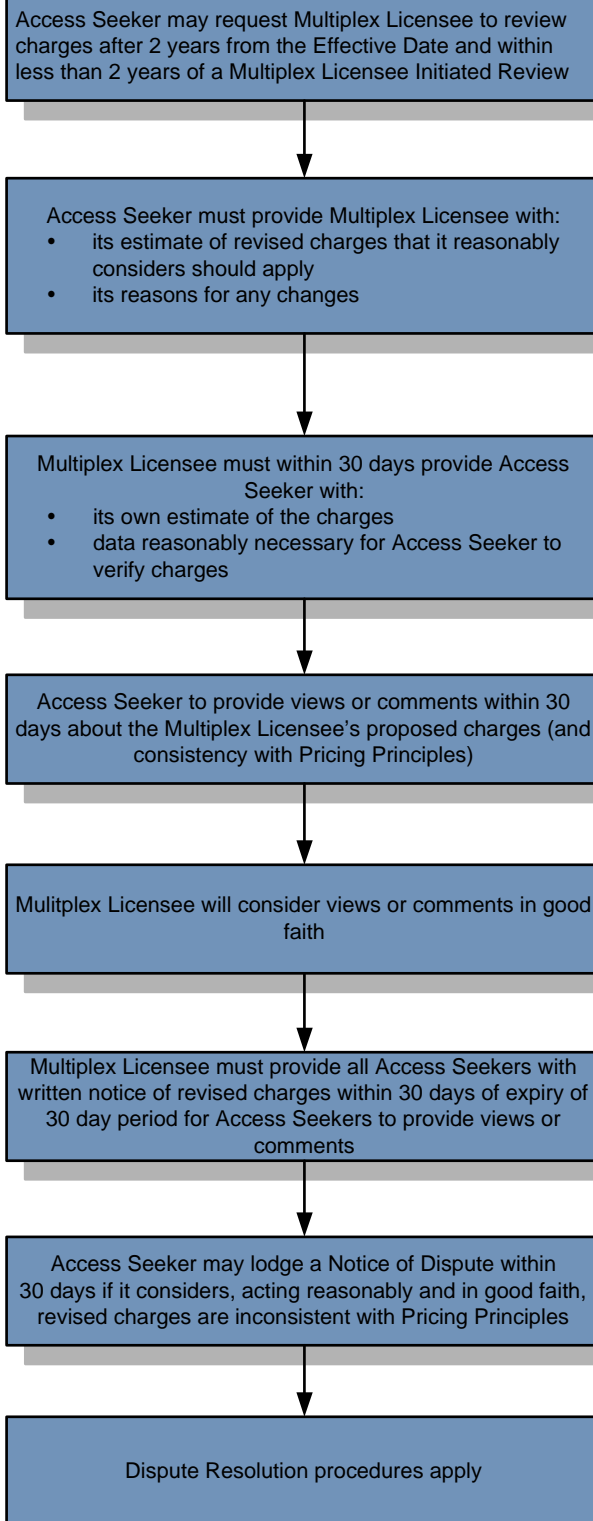 Access Seeker may request Multiplex Licensee to review
charges after 2 years from the Effective Date and within
less than 2 years of a Multiplex Licensee Initiated Review
Access Seeker must provide Multiplex Licensee with:
• its estimate of revised charges that it reasonably
considers should apply
• its reasons for any changes
Multiplex Licensee must within 30 days provide Access
Seeker with:
• its own estimate of the charges
• data reasonably necessary for Access Seeker to
verify charges
Access Seeker to provide views or comments within 30
days about the Multiplex Licensee’s proposed charges (and
consistency with Pricing Principles)
Mulitplex Licensee will consider views or comments in good
faith
Multiplex Licensee must provide all Access Seekers with
written notice of revised charges within 30 days of expiry of
30 day period for Access Seekers to provide views or
comments
Access Seeker may lodge a Notice of Dispute within
30 days if it considers, acting reasonably and in good faith,
revised charges are inconsistent with Pricing Principles
Dispute Resolution procedures apply